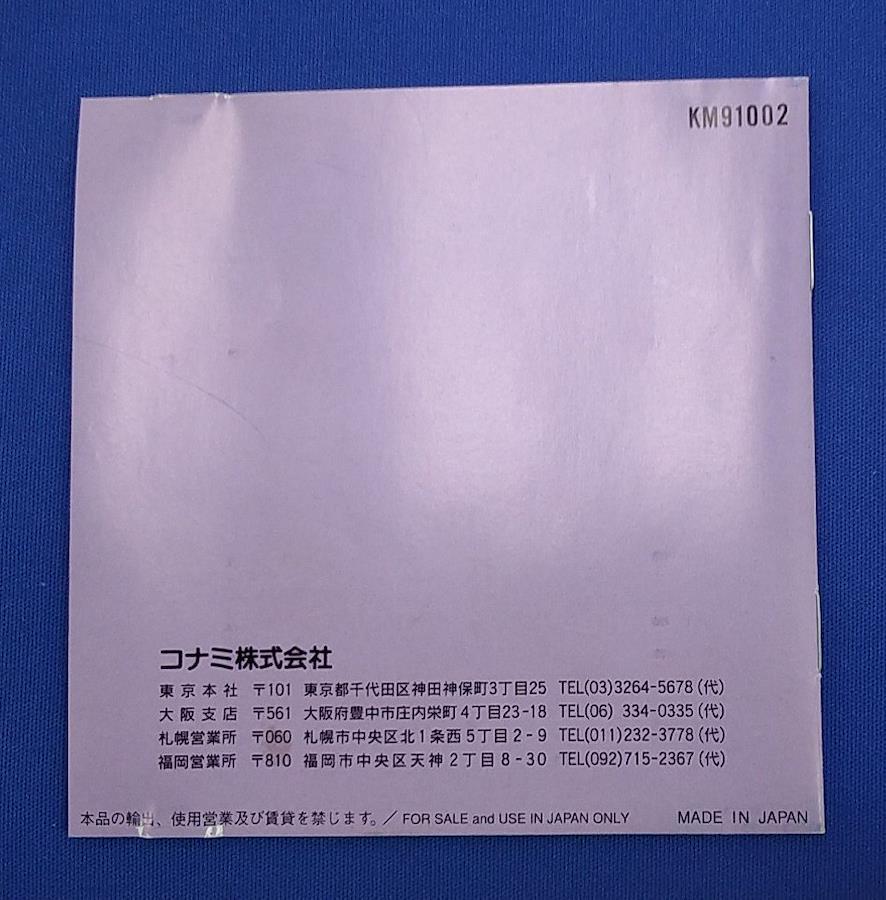 KM91002
コナミ株式会社
東京本社 〒101 東京都千代田区神田神保町3丁目25 TEL(03)3264-5678(代)
大阪支店 〒561 大阪府豊中市庄内栄町4丁目23-18 TEL(06) 334-0335(代)
札幌営業所 〒060 札幌市中央区北1条西5丁目2-9 TEL(011)232-3778(代)
福岡営業所 〒810 福岡市中央区天神2丁目8-30 TEL(092)715-2367(代)
本品の輸出、使用営業及び賃貸を禁じます。／FOR SALE and USE IN JAPAN ONLY MADE IN JAPAN